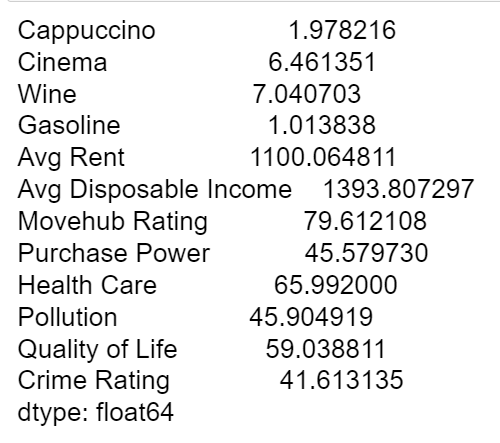 Cappuccino 1.978216
Cinema 6.461351
Wine 7.040703
Gasoline 1.013838
Avg Rent 1100.064811
Avg Disposable Income 1393.807297
Movehub Rating 79.612108
Purchase Power 45.579730
Health Care 65.992000
Pollution 45.904919
Quality of Life 59.038811
Crime Rating 41.613135
dtype: float64